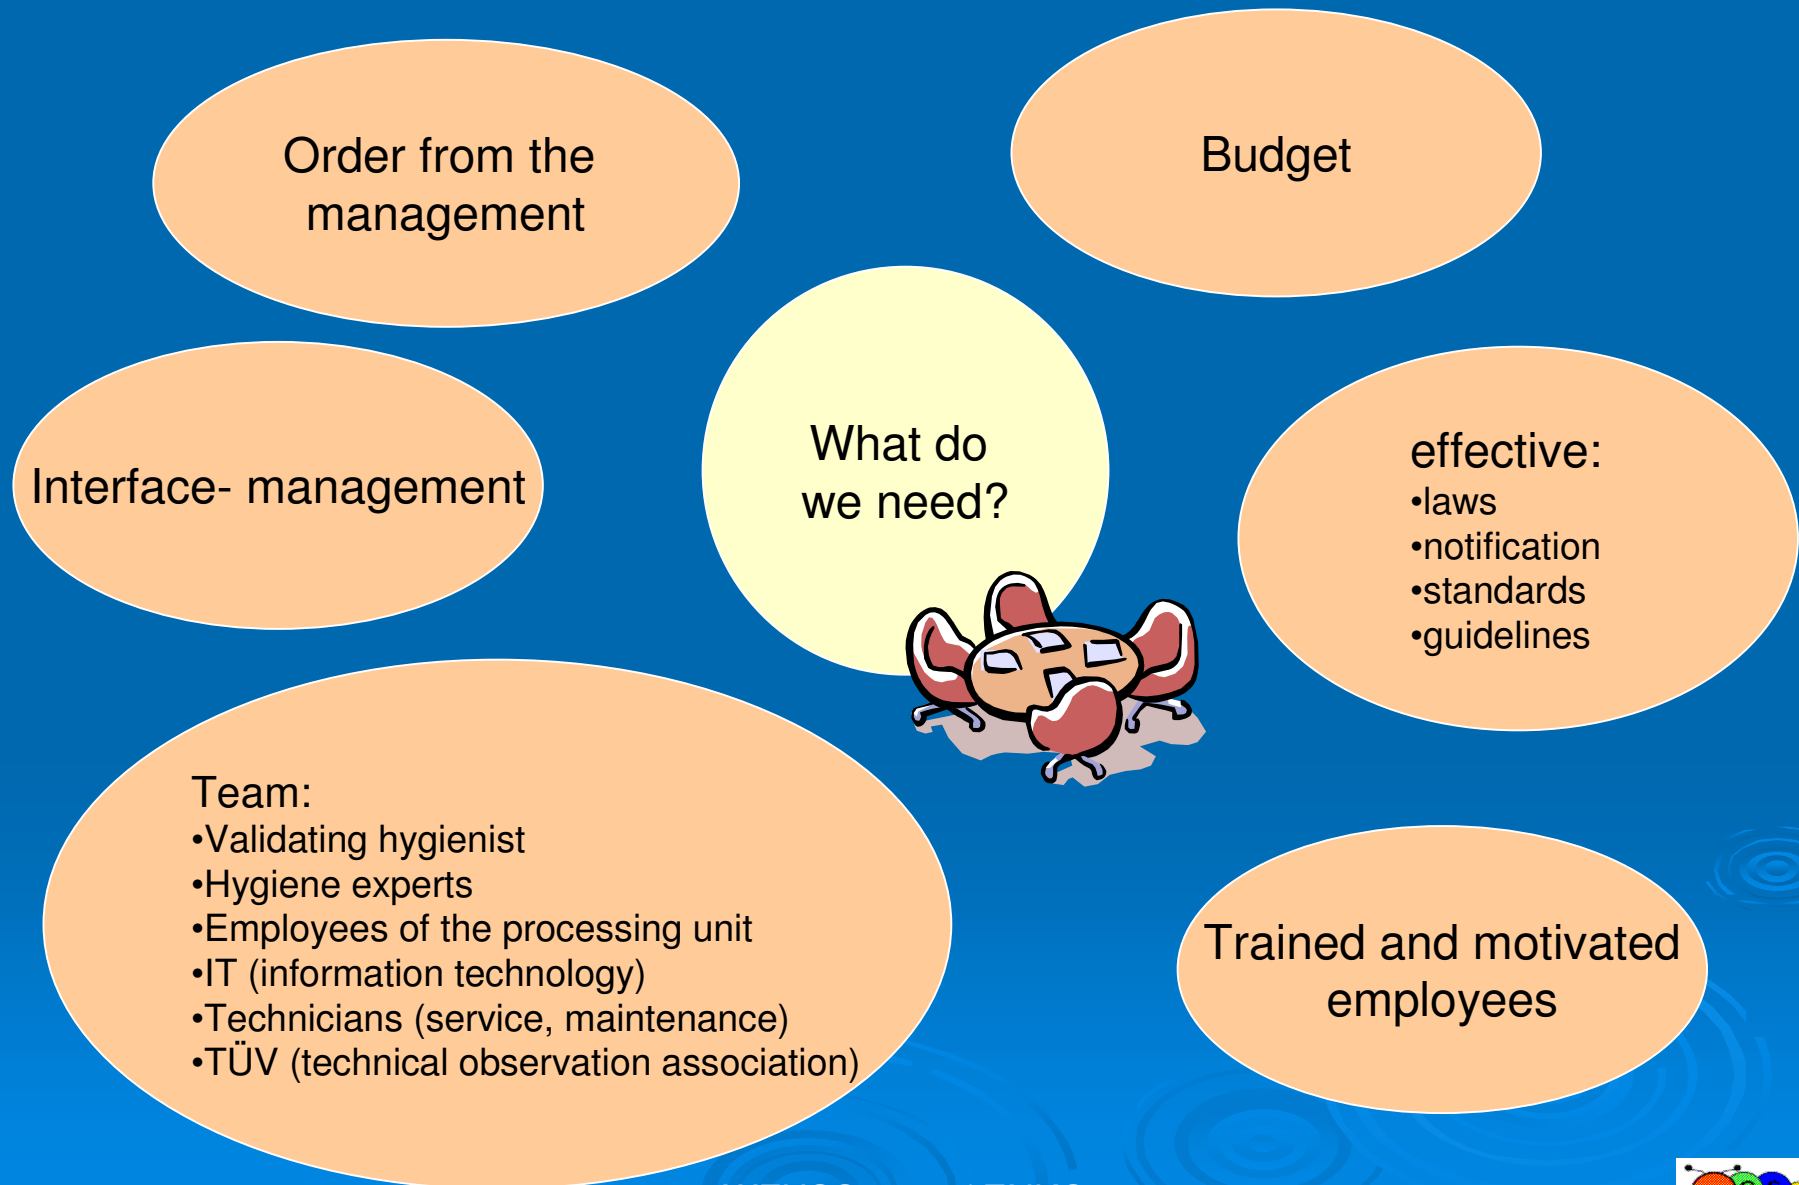 Order from the
management
Budget
Interface- management
What do
we need?
effective:
•laws
•notification
•standards
•guidelines
Team:
•Validating hygienist
•Hygiene experts
•Employees of the processing unit
•IT (information technology)
•Technicians (service, maintenance)
•TÜV (technical observation association)
Trained and motivated
employees